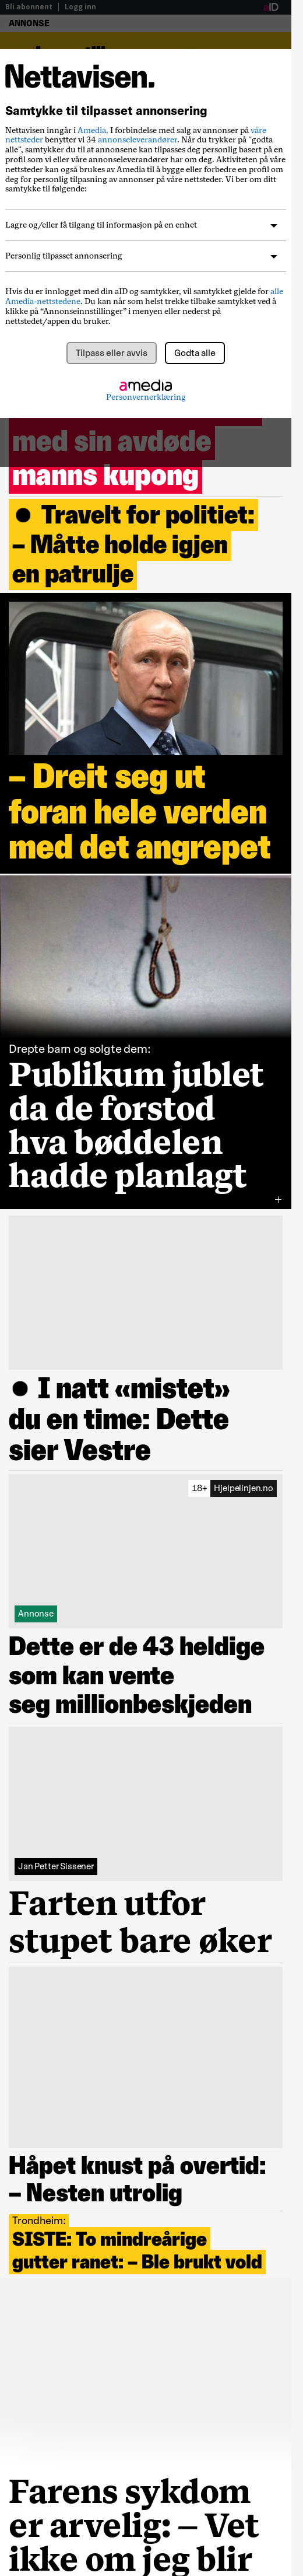 Bli abonnent | Logg inn
aID
ANNONSE
Nettavisen.
Samtykke til tilpasset annonsering
Nettavisen inngår i Amedia. I forbindelse med salg av annonser på våre
nettsteder benytter vi 34 annonseleverandører. Når du trykker på "godta
alle", samtykker du til at annonsene kan tilpasses deg personlig basert på en
profil som vi eller våre annonseleverandører har om deg. Aktiviteten på våre
nettsteder kan også brukes av Amedia til å bygge eller forbedre en profil om
deg for personlig tilpasning av annonser på våre nettsteder. Vi ber om ditt
samtykke til følgende:
Lagre og/eller få tilgang til informasjon på en enhet
Personlig tilpasset annonsering
Hvis du er innlogget med din aID og samtykker, vil samtykket gjelde for alle
Amedia-nettstedene. Du kan når som helst trekke tilbake samtykket ved å
klikke på “Annonseinnstillinger” i menyen eller nederst på
nettstedet/appen du bruker.
Tilpass eller avvis
Godta alle
amedia
Personvernerklæring
med sin avdøde
manns kupong
● Travelt for politiet:
– Måtte holde igjen
en patrulje
– Dreit seg ut
foran hele verden
med det angrepet
Drepte barn og solgte dem:
Publikum jublet
da de forstod
hva bøddelen
hadde planlagt
+
● I natt «mistet»
du en time: Dette
sier Vestre
18+ Hjelpelinjen.no
Annonse
Dette er de 43 heldige
som kan vente
seg millionbeskjeden
Jan Petter Sissener
Farten utfor
stupet bare øker
Håpet knust på overtid:
– Nesten utrolig
Trondheim:
SISTE: To mindreårige
gutter ranet: – Ble brukt vold
Farens sykdom
er arvelig: – Vet
ikke om jeg blir